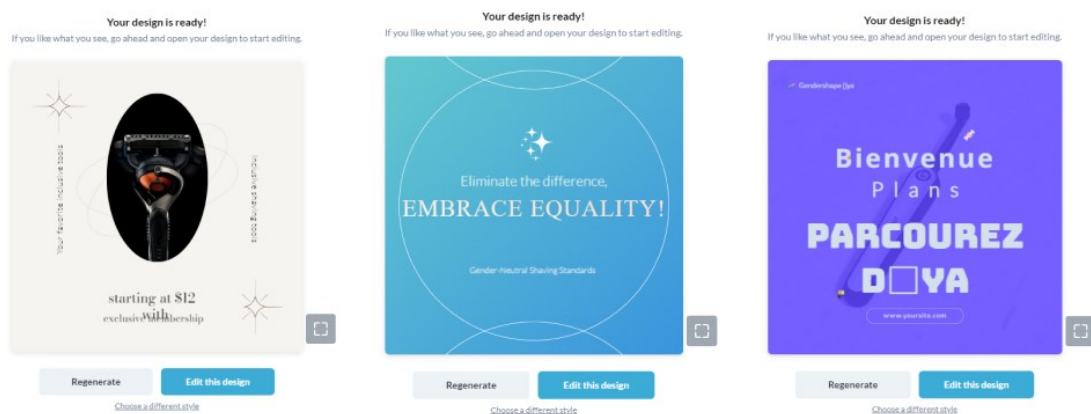 Your design is ready!
If you like what you see, go ahead and open your design to start editing.
Your favorite inclusive tools
inclusive shaving tools
starting at $12
with
exclusive membership
Regenerate
Edit this design
Choose a different style
Your design is ready!
If you like what you see, go ahead and open your design to start editing.
Eliminate the difference,
EMBRACE EQUALITY!
Gender-Neutral Shaving Standards
Regenerate
Edit this design
Choose a different style
Your design is ready!
If you like what you see, go ahead and open your design to start editing.
Gendershape
Bienvenue
Plans
PARCOUREZ
D□YA
www.yoursite.com
Regenerate
Edit this design
Choose a different style